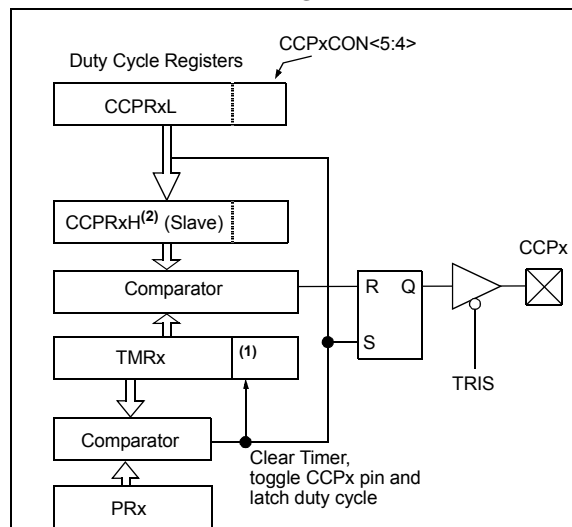 CCPxCON<5:4>
Duty Cycle Registers
CCPRxL
CCPRxH(2) (Slave)
CCPx
Comparator
R Q
TMRx
(1)
S
TRIS
Comparator
Clear Timer,
toggle CCPx pin and
latch duty cycle
PRx